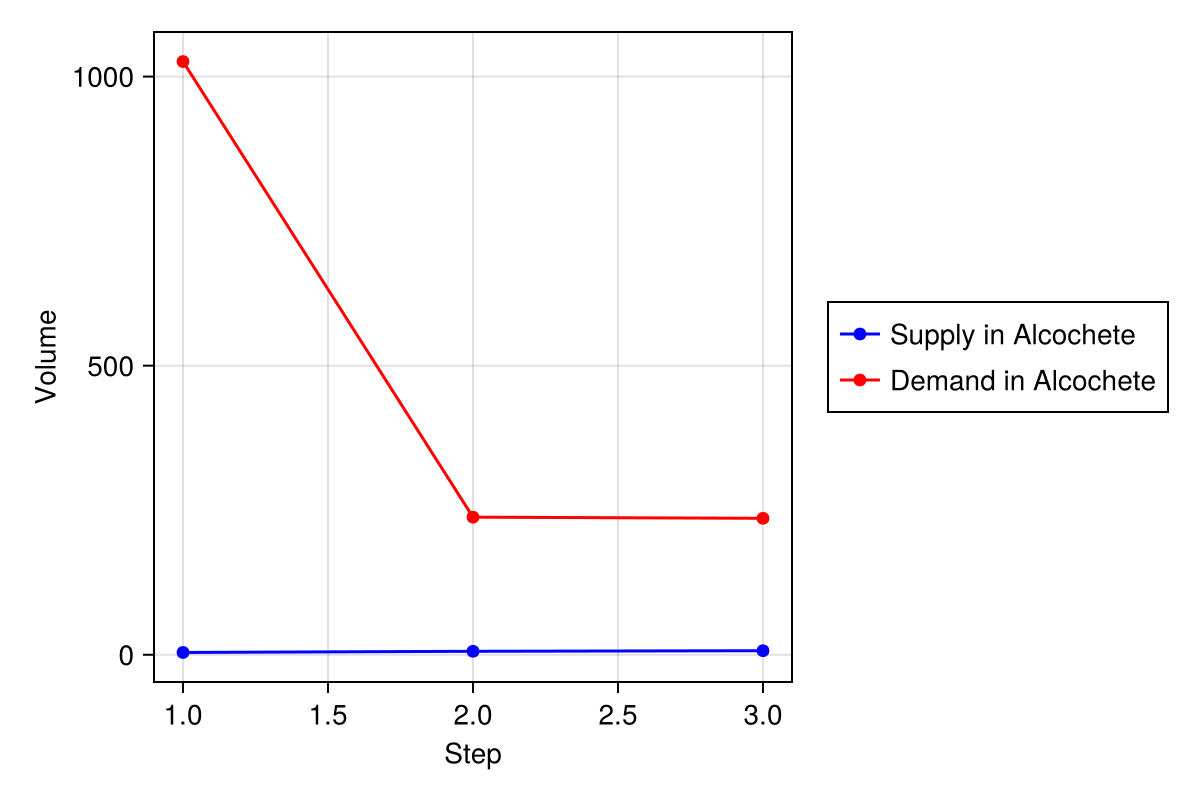 1000
500
0
Volume
1.0 1.5 2.0 2.5 3.0
Step
Supply in Alcochete
Demand in Alcochete